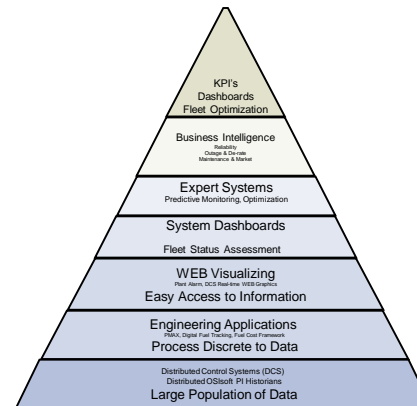 KPI's
Dashboards
Fleet Optimization
Business Intelligence
Reliability
Outage & De-rate
Maintenance & Market
Expert Systems
Predictive Monitoring, Optimization
System Dashboards
Fleet Status Assessment
WEB Visualizing
Plant Alarm, DCS Real-time WEB Graphics
Easy Access to Information
Engineering Applications
PMAX, Digital Fuel Tracking, Fuel Cost Framework
Process Discrete to Data
Distributed Control Systems (DCS)
Distributed OSIsoft PI Historians
Large Population of Data